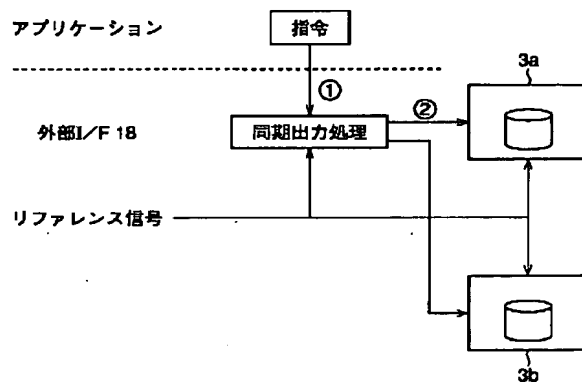 アプリケーション
指令
①
3a
外部I/F 18
②
同期出力処理
リファレンス信号
3b